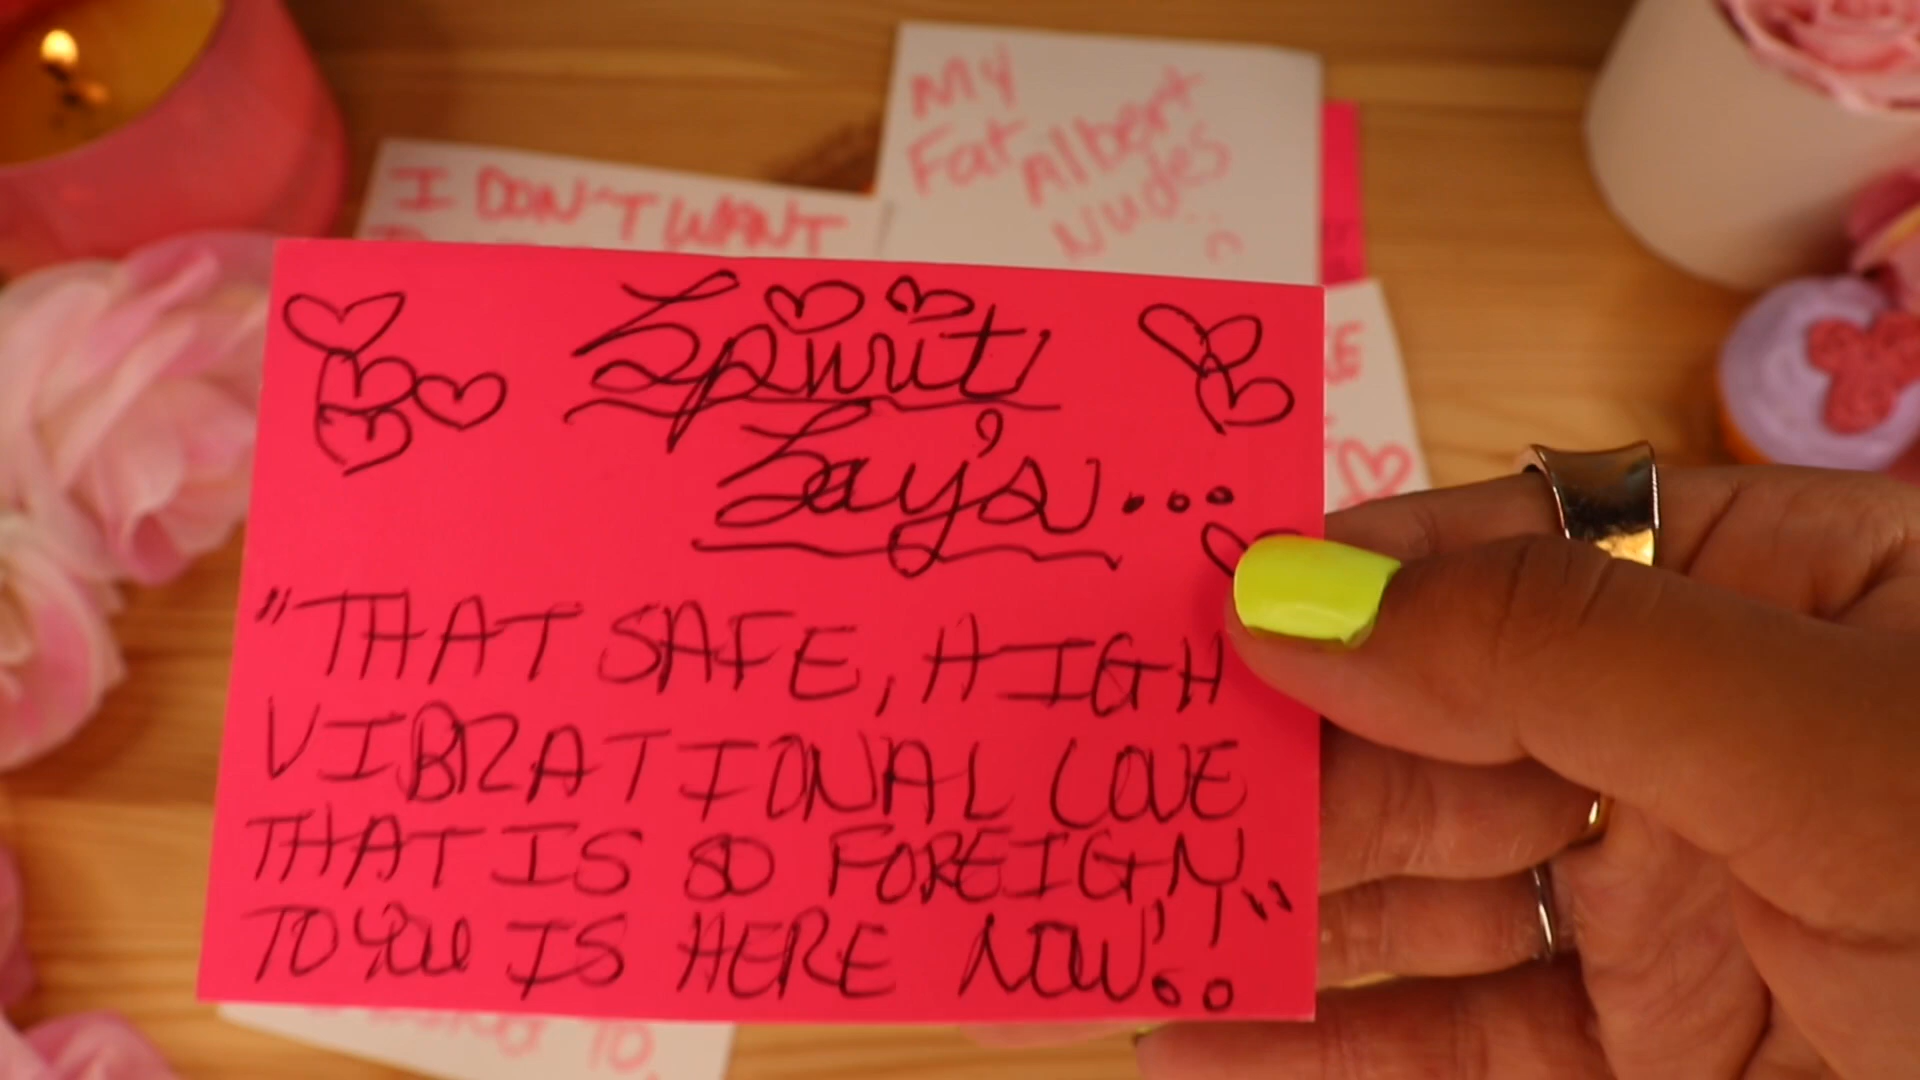 My
Fat Albert
Nudes
I DON'T WANT
Spirit
Say's...
"THAT SAFE, HIGH
VIBRATIONAL LOVE
THAT IS SO FOREIGN
TO YOU IS HERE NOW!!"
TO,